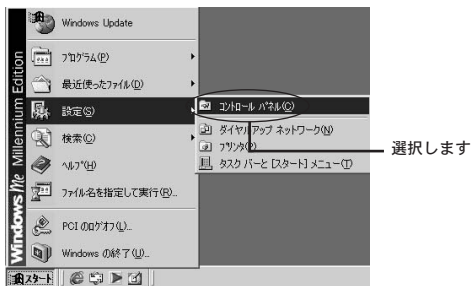 Windows Me Millennium Edition
Windows Update
プログラム(P)
最近使ったファイル(D)
設定(S)
検索(C)
ヘルプ(H)
ファイル名を指定して実行(R)...
PCI のログオフ(L)...
Windows の終了(U)...
コントロール パネル(C)
ダイヤルアップ ネットワーク(N)
プリンタ(P)
タスク バーと [スタート] メニュー(T)
選択します
スタート